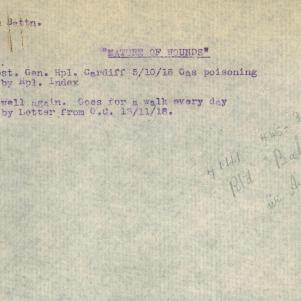 Battn.
"NATURE OF WOUNDS"
st. Gen. Hpl. Cardiff 5/10/18 Gas poisoning
by Hpl. Index
well again. Goes for a walk every day
by Letter from O.C. 13/11/18.